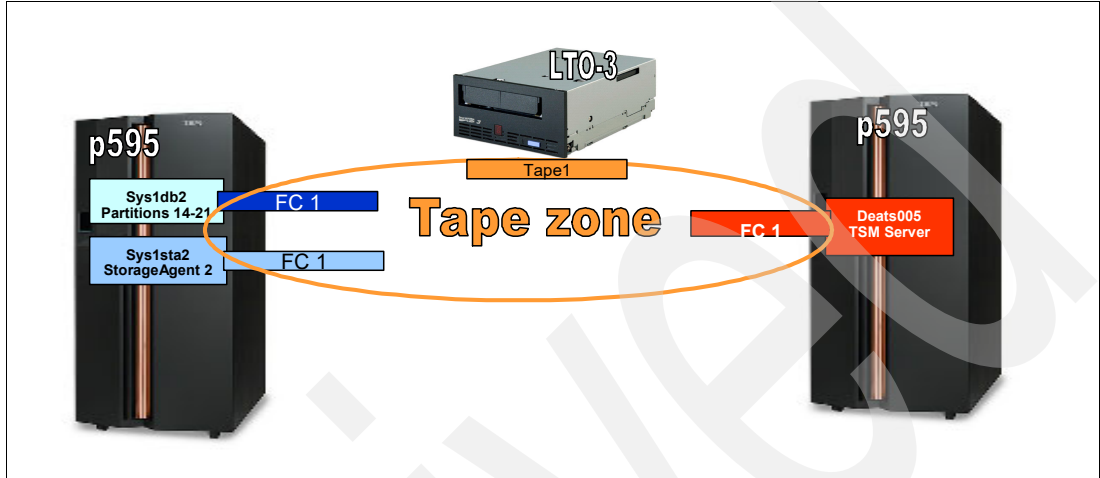 LTO-3
p595
p595
Tape1
Sys1db2
Partitions 14-21
FC 1
Tape zone
FC 1
Deats005
TSM Server
Sys1sta2
StorageAgent 2
FC 1